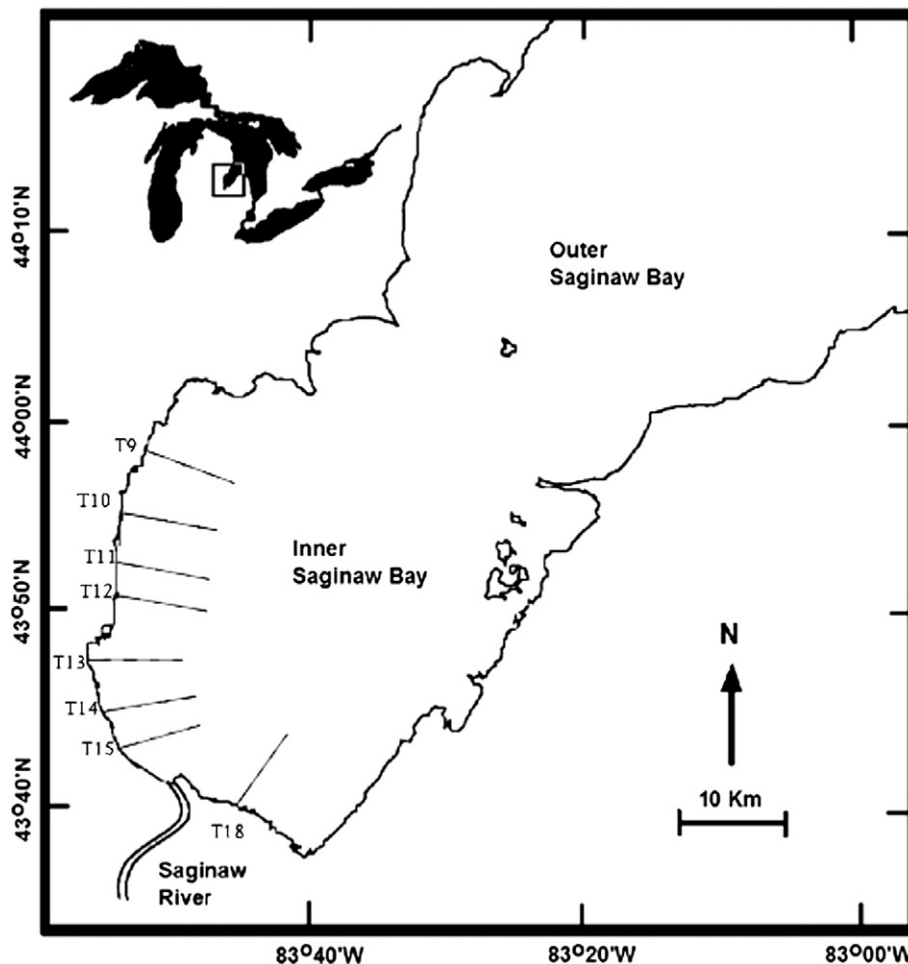 Outer
Saginaw Bay
44°10'N
44°00'N
T9
T10
Inner
Saginaw Bay
T11
T12
43°50'N
N
T13
T14
T15
10 Km
43°40'N
T18
Saginaw
River
83°40'W
83°20'W
83°00'W